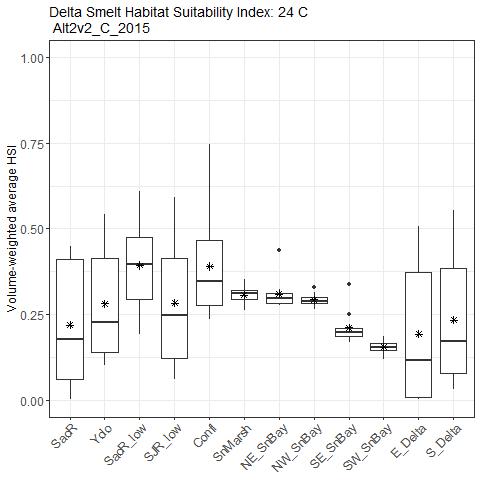 Delta Smelt Habitat Suitability Index: 24 C
Alt2v2_C_2015
Volume-weighted average HSI
1.00
0.75
0.50
0.25
0.00
SacR
Yolo
SacR_low
SJR_low
Confl
SnMarsh
NE_SnBay
NW_SnBay
SE_SnBay
SW_SnBay
E_Delta
S_Delta